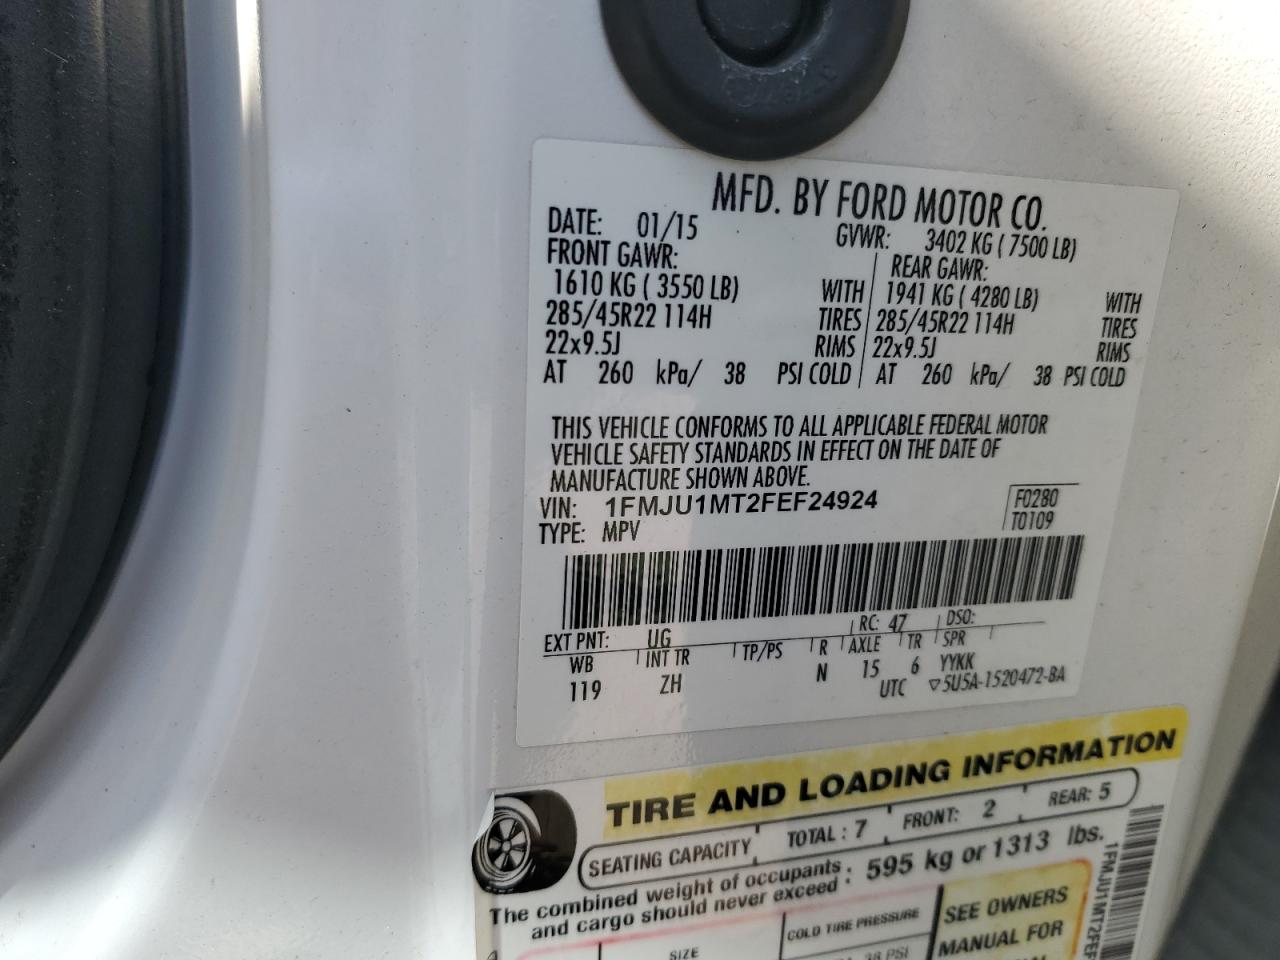 MFD. BY FORD MOTOR CO.
DATE: 01/15 GVWR: 3402 KG ( 7500 LB)
FRONT GAWR: REAR GAWR:
1610 KG ( 3550 LB) WITH 1941 KG ( 4280 LB) WITH
285/45R22 114H TIRES 285/45R22 114H TIRES
22x9.5J RIMS 22x9.5J RIMS
AT 260 kPa/ 38 PSI COLD AT 260 kPa/ 38 PSI COLD
THIS VEHICLE CONFORMS TO ALL APPLICABLE FEDERAL MOTOR
VEHICLE SAFETY STANDARDS IN EFFECT ON THE DATE OF
MANUFACTURE SHOWN ABOVE.
VIN: 1FMJU1MT2FEF24924 F0280
TYPE: MPV T0109
EXT PNT: UG RC: 47 DSO:
WB INT TR TP/PS R AXLE TR SPR
119 ZH N 15 6 YYKK
UTC ▽5U5A-1520472-BA
TIRE AND LOADING INFORMATION
SEATING CAPACITY TOTAL : 7 FRONT: 2 REAR: 5
The combined weight of occupants and cargo should never exceed : 595 kg or 1313 lbs.
SIZE COLD TIRE PRESSURE SEE OWNERS
38 PSI MANUAL FOR
1FMJU1MT2FEF